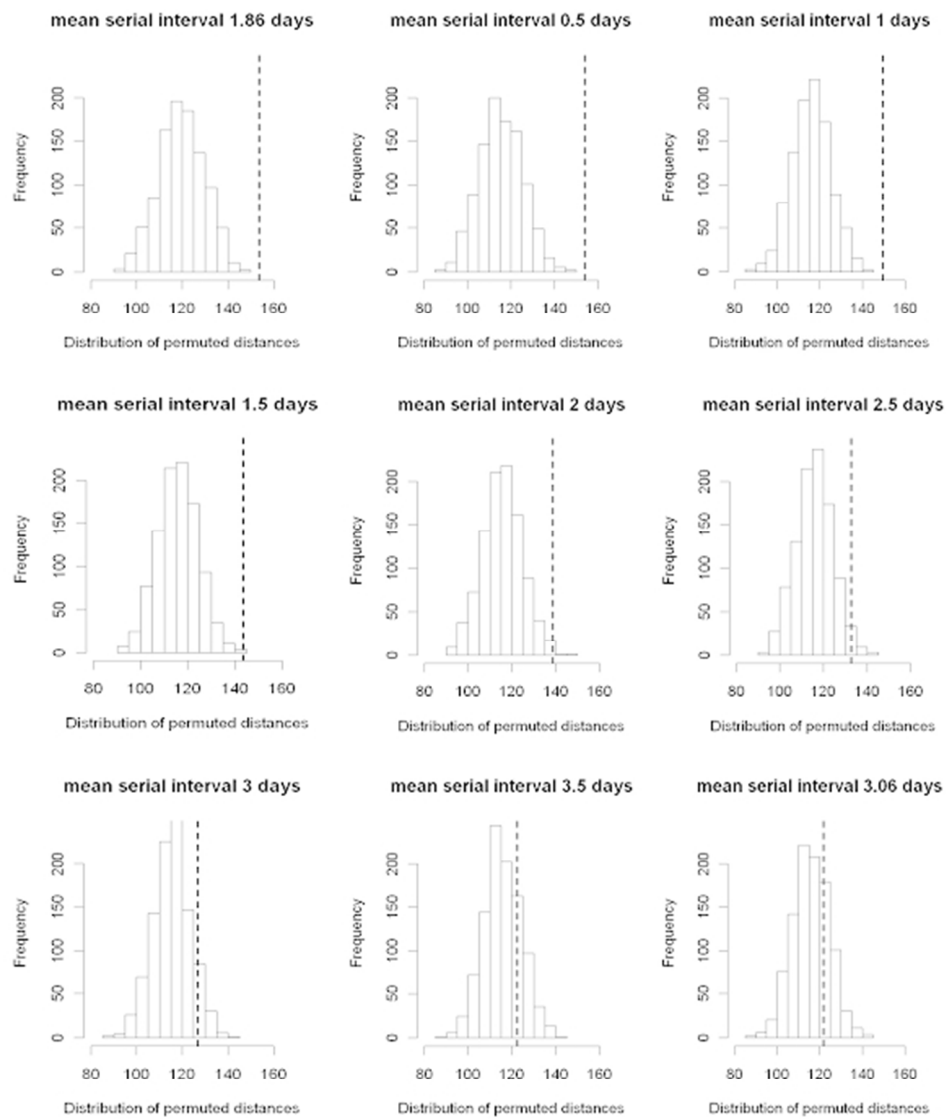 mean serial interval 1.86 days
mean serial interval 0.5 days
mean serial interval 1 days
Frequency
200
150
100
50
0
80 100 120 140 160
Distribution of permuted distances
Frequency
200
150
100
50
0
80 100 120 140 160
Distribution of permuted distances
Frequency
200
150
100
50
0
80 100 120 140 160
Distribution of permuted distances
mean serial interval 1.5 days
mean serial interval 2 days
mean serial interval 2.5 days
Frequency
200
150
100
50
0
80 100 120 140 160
Distribution of permuted distances
Frequency
200
150
100
50
0
80 100 120 140 160
Distribution of permuted distances
Frequency
200
150
100
50
0
80 100 120 140 160
Distribution of permuted distances
mean serial interval 3 days
mean serial interval 3.5 days
mean serial interval 3.06 days
Frequency
200
150
100
50
0
80 100 120 140 160
Distribution of permuted distances
Frequency
200
150
100
50
0
80 100 120 140 160
Distribution of permuted distances
Frequency
200
150
100
50
0
80 100 120 140 160
Distribution of permuted distances